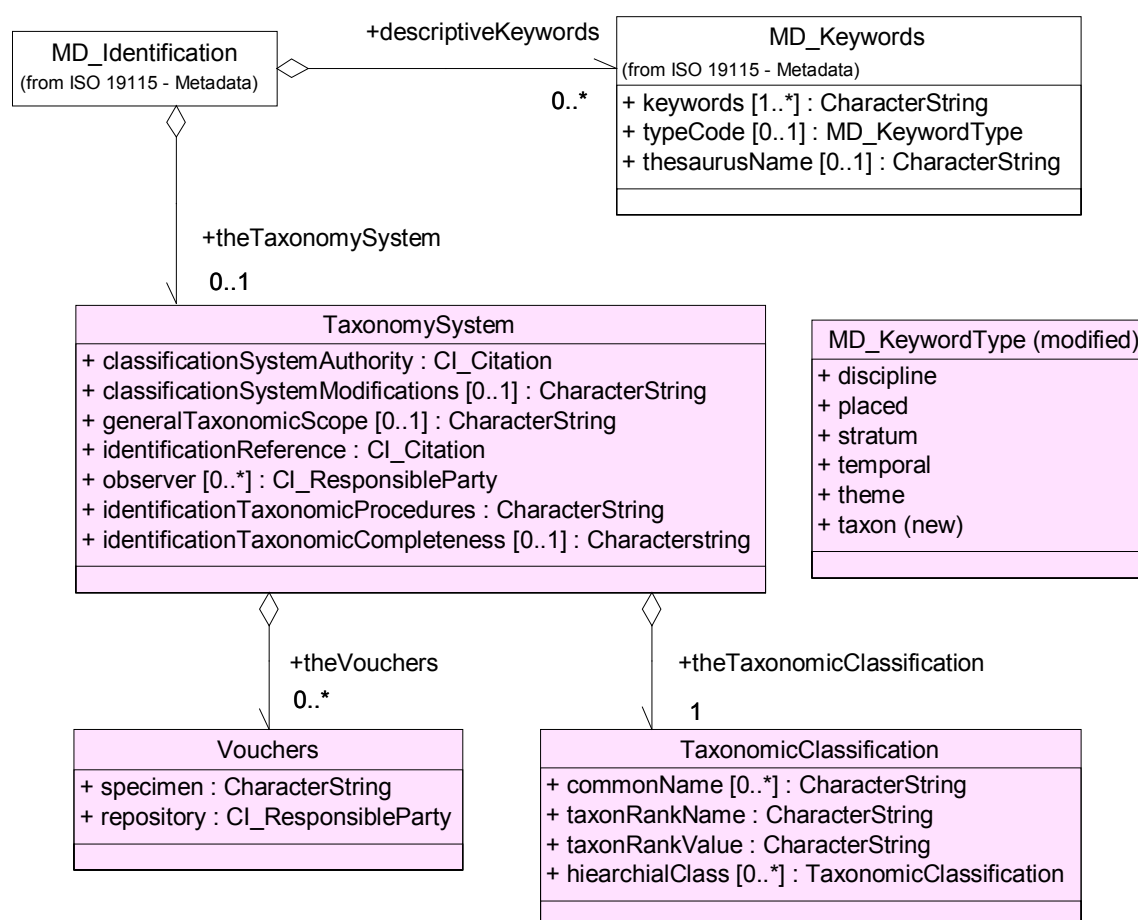 MD_Identification
(from ISO 19115 - Metadata)
+descriptiveKeywords
0..*
MD_Keywords
(from ISO 19115 - Metadata)
+ keywords [1..*] : CharacterString
+ typeCode [0..1] : MD_KeywordType
+ thesaurusName [0..1] : CharacterString
+theTaxonomySystem
0..1
TaxonomySystem
+ classificationSystemAuthority : CI_Citation
+ classificationSystemModifications [0..1] : CharacterString
+ generalTaxonomicScope [0..1] : CharacterString
+ identificationReference : CI_Citation
+ observer [0..*] : CI_ResponsibleParty
+ identificationTaxonomicProcedures : CharacterString
+ identificationTaxonomicCompleteness [0..1] : Characterstring
MD_KeywordType (modified)
+ discipline
+ placed
+ stratum
+ temporal
+ theme
+ taxon (new)
+theVouchers
0..*
+theTaxonomicClassification
1
Vouchers
+ specimen : CharacterString
+ repository : CI_ResponsibleParty
TaxonomicClassification
+ commonName [0..*] : CharacterString
+ taxonRankName : CharacterString
+ taxonRankValue : CharacterString
+ hiearchialClass [0..*] : TaxonomicClassification